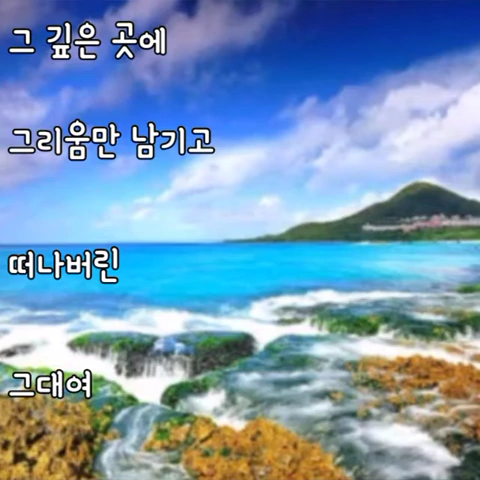 그 깊은 곳에
그리움만 남기고
떠나버린
그대여